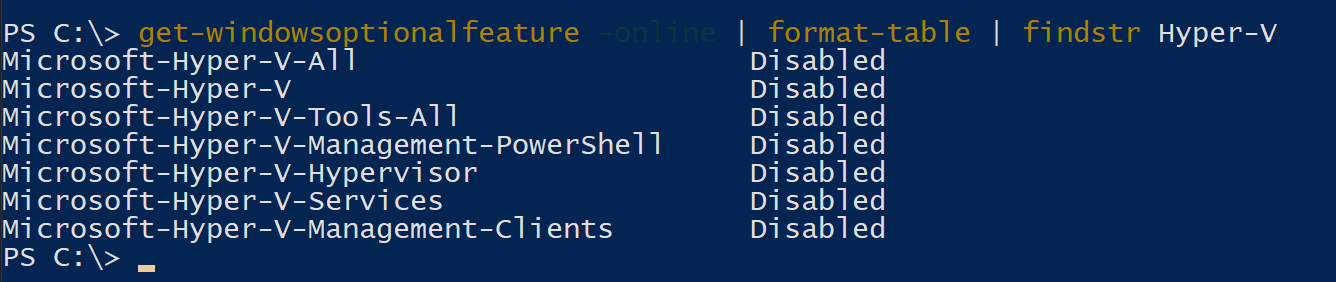 PS C:\> get-windowsoptionalfeature -online | format-table | findstr Hyper-V
Microsoft-Hyper-V-All Disabled
Microsoft-Hyper-V Disabled
Microsoft-Hyper-V-Tools-All Disabled
Microsoft-Hyper-V-Management-PowerShell Disabled
Microsoft-Hyper-V-Hypervisor Disabled
Microsoft-Hyper-V-Services Disabled
Microsoft-Hyper-V-Management-Clients Disabled
PS C:\>